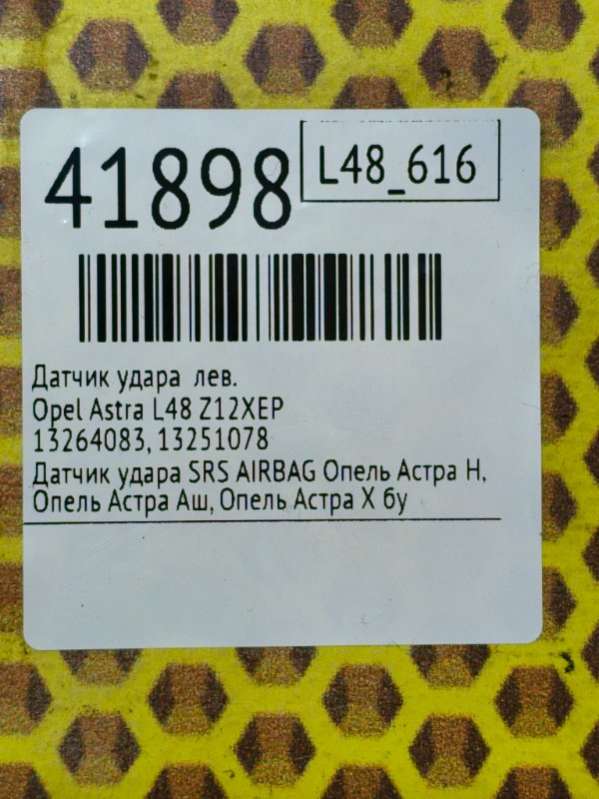 41898
L48_616
Датчик удара лев.
Opel Astra L48 Z12XEP
13264083, 13251078
Датчик удара SRS AIRBAG Опель Астра Н,
Опель Астра Аш, Опель Астра Х бу